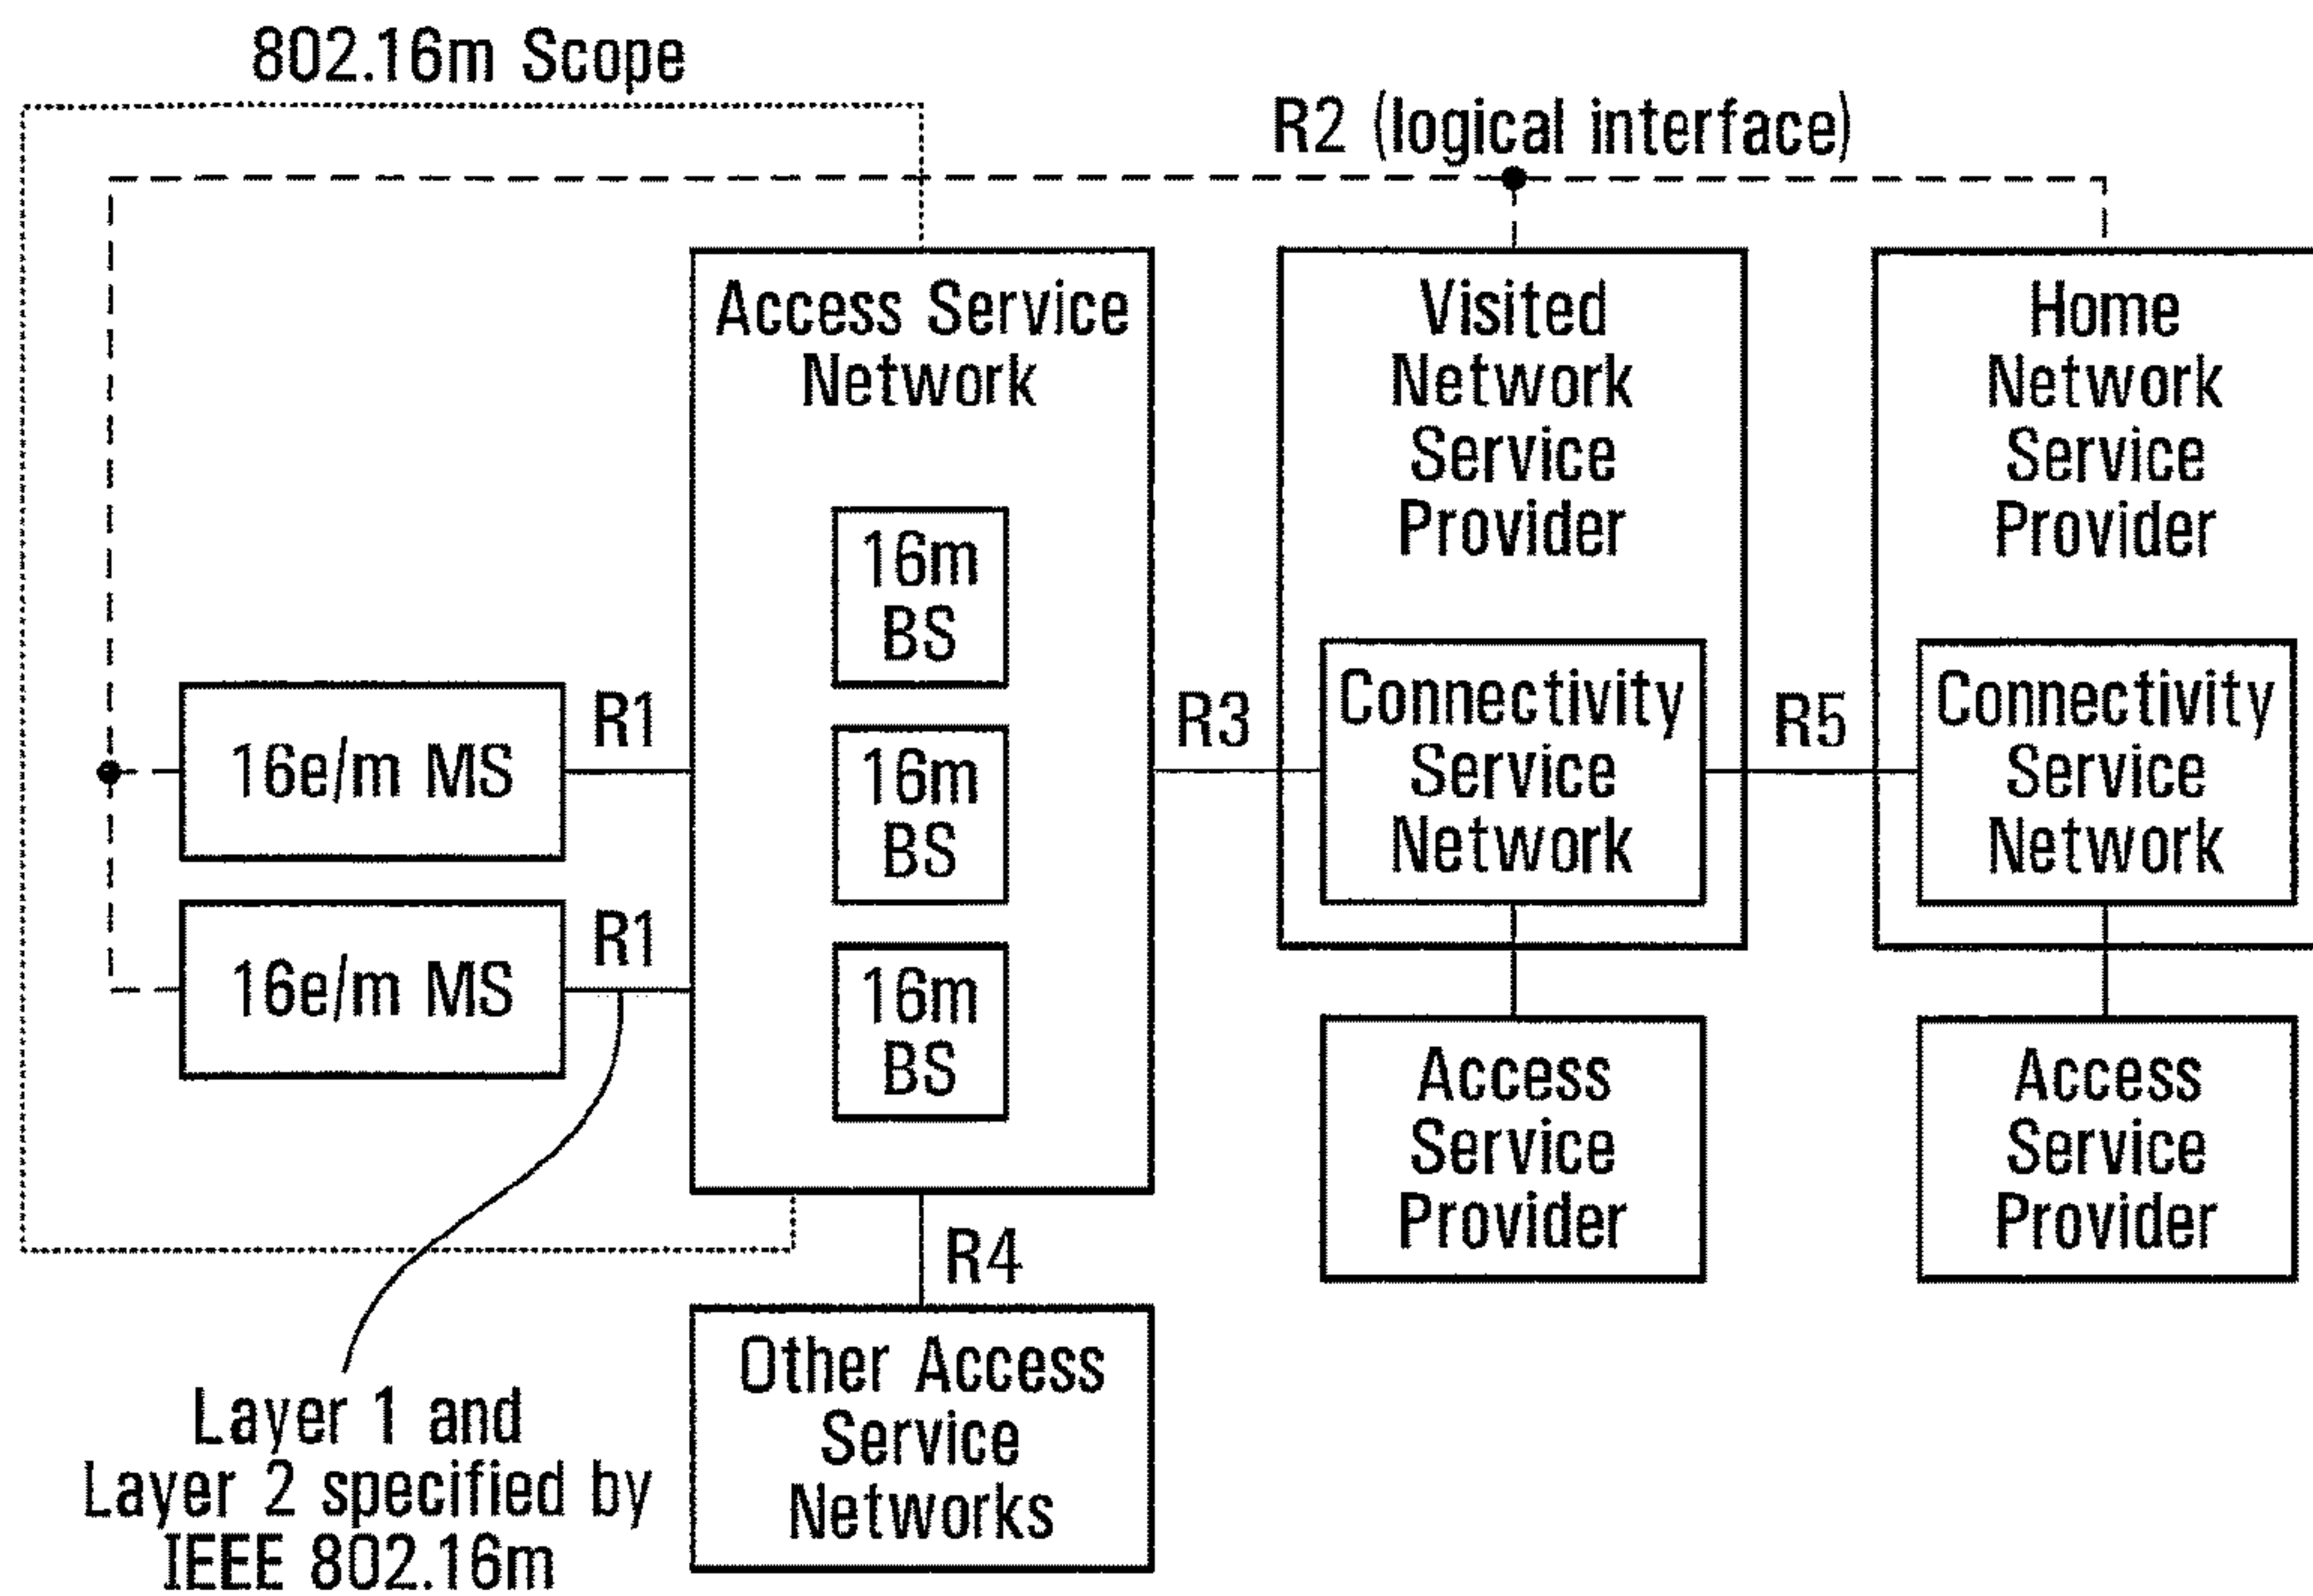 802.16m Scope
R2 (logical interface)
Access Service
Network
16m
BS
16m
BS
16m
BS
Visited
Network
Service
Provider
Home
Network
Service
Provider
16e/m MS
R1
16e/m MS
R1
R3
Connectivity
Service
Network
R5
Connectivity
Service
Network
Access
Service
Provider
Access
Service
Provider
R4
Other Access
Service
Networks
Layer 1 and
Layer 2 specified by
IEEE 802.16m